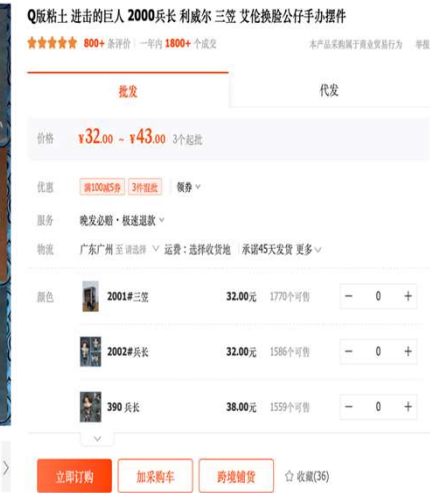 Q版粘土 进击的巨人 2000兵长 利威尔 三笠 艾伦换脸公仔手办摆件
800+ 条评价 一年内 1800+ 个成交 本产品采购属于商业贸易行为 举报
批发 代发
价格 ¥32.00 ~ ¥43.00 3个起批
优惠 满100减5券 3件混批 领券
服务 晚发必赔·极速退款
物流 广东广州 至 请选择 运费：选择收货地 承诺45天发货 更多
颜色 2001#三笠 32.00元 1770个可售 － 0 +
2002#兵长 32.00元 1586个可售 － 0 +
390 兵长 38.00元 1559个可售 － 0 +
立即订购 加采购车 跨境铺货 收藏(36)